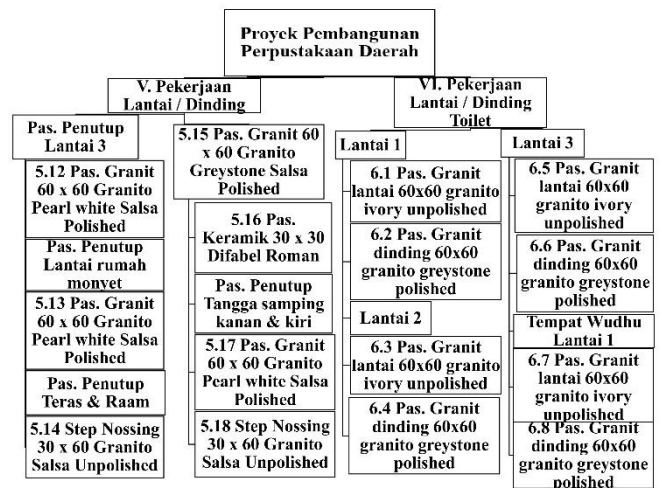 Proyek Pembangunan
Perpustakaan Daerah
V. Pekerjaan
Lantai / Dinding
Pas. Penutup
Lantai 3
5.12 Pas. Granit
60 x 60 Granito
Pearl white Salsa
Polished
Pas. Penutup
Lantai rumah
monyet
5.13 Pas. Granit
60 x 60 Granito
Pearl white Salsa
Polished
Pas. Penutup
Teras & Raam
5.14 Step Nossing
30 x 60 Granito
Salsa Unpolished
5.15 Pas. Granit 60
x 60 Granito
Greystone Salsa
Polished
5.16 Pas.
Keramik 30 x 30
Difabel Roman
Pas. Penutup
Tangga samping
kanan & kiri
5.17 Pas. Granit
60 x 60 Granito
Pearl white Salsa
Polished
5.18 Step Nossing
30 x 60 Granito
Salsa Unpolished
VI. Pekerjaan
Lantai / Dinding
Toilet
Lantai 1
6.1 Pas. Granit
lantai 60x60 granito
ivory unpolished
6.2 Pas. Granit
dinding 60x60
granito greystone
polished
Lantai 2
6.3 Pas. Granit
lantai 60x60 granito
ivory unpolished
6.4 Pas. Granit
dinding 60x60
granito greystone
polished
Lantai 3
6.5 Pas. Granit
lantai 60x60
granito ivory
unpolished
6.6 Pas. Granit
dinding 60x60
granito greystone
polished
Tempat Wudhu
Lantai 1
6.7 Pas. Granit
lantai 60x60
granito ivory
unpolished
6.8 Pas. Granit
dinding 60x60
granito greystone
polished